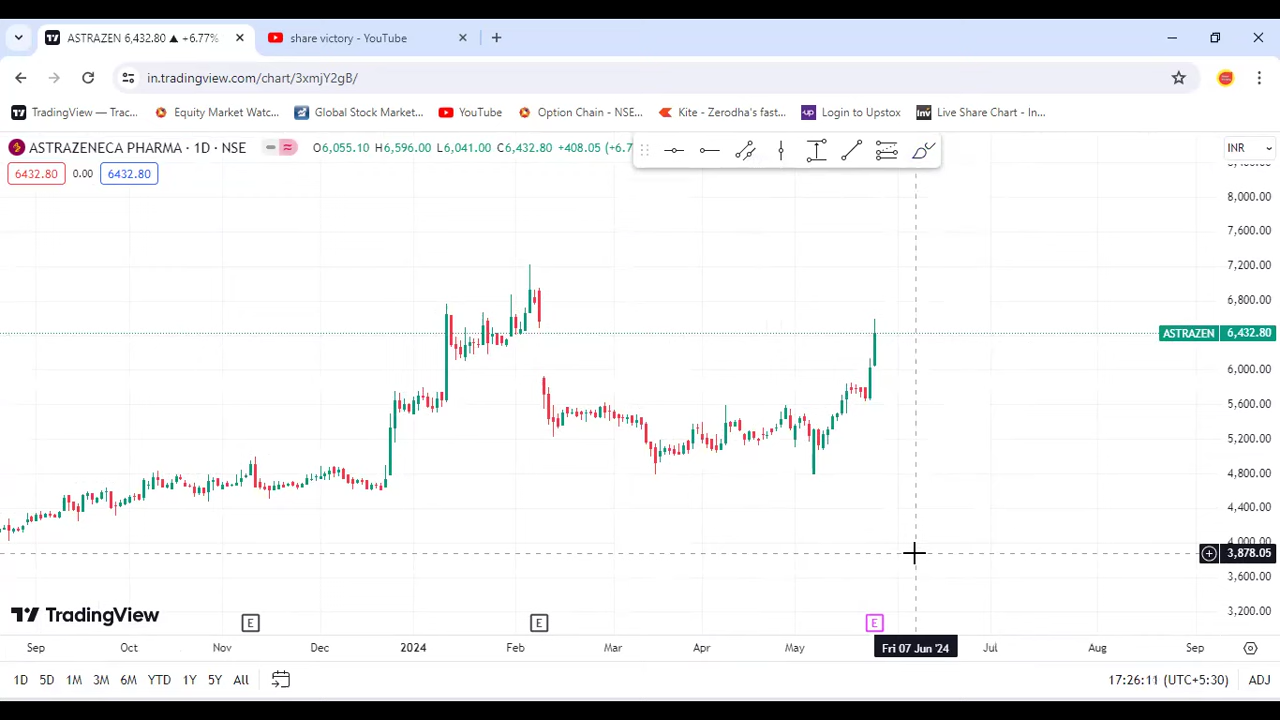 ASTRAZEN 6,432.80 ▲ +6.77%
share victory - YouTube
in.tradingview.com/chart/3xmjY2gB/
TradingView — Trac...
Equity Market Watc...
Global Stock Market...
YouTube
Option Chain - NSE...
Kite - Zerodha's fast...
Login to Upstox
Live Share Chart - In...
ASTRAZENECA PHARMA · 1D · NSE
O6,055.10 H6,596.00 L6,041.00 C6,432.80 +408.05 (+6.7
INR
6432.80 0.00 6432.80
8,000.00
7,600.00
7,200.00
6,800.00
ASTRAZEN 6,432.80
6,000.00
5,600.00
5,200.00
4,800.00
4,400.00
4,000.00
3,878.05
3,600.00
3,200.00
TradingView
E E E
Sep Oct Nov Dec 2024 Feb Mar Apr May Fri 07 Jun '24 Jul Aug Sep
1D 5D 1M 3M 6M YTD 1Y 5Y All
17:26:11 (UTC+5:30) ADJ